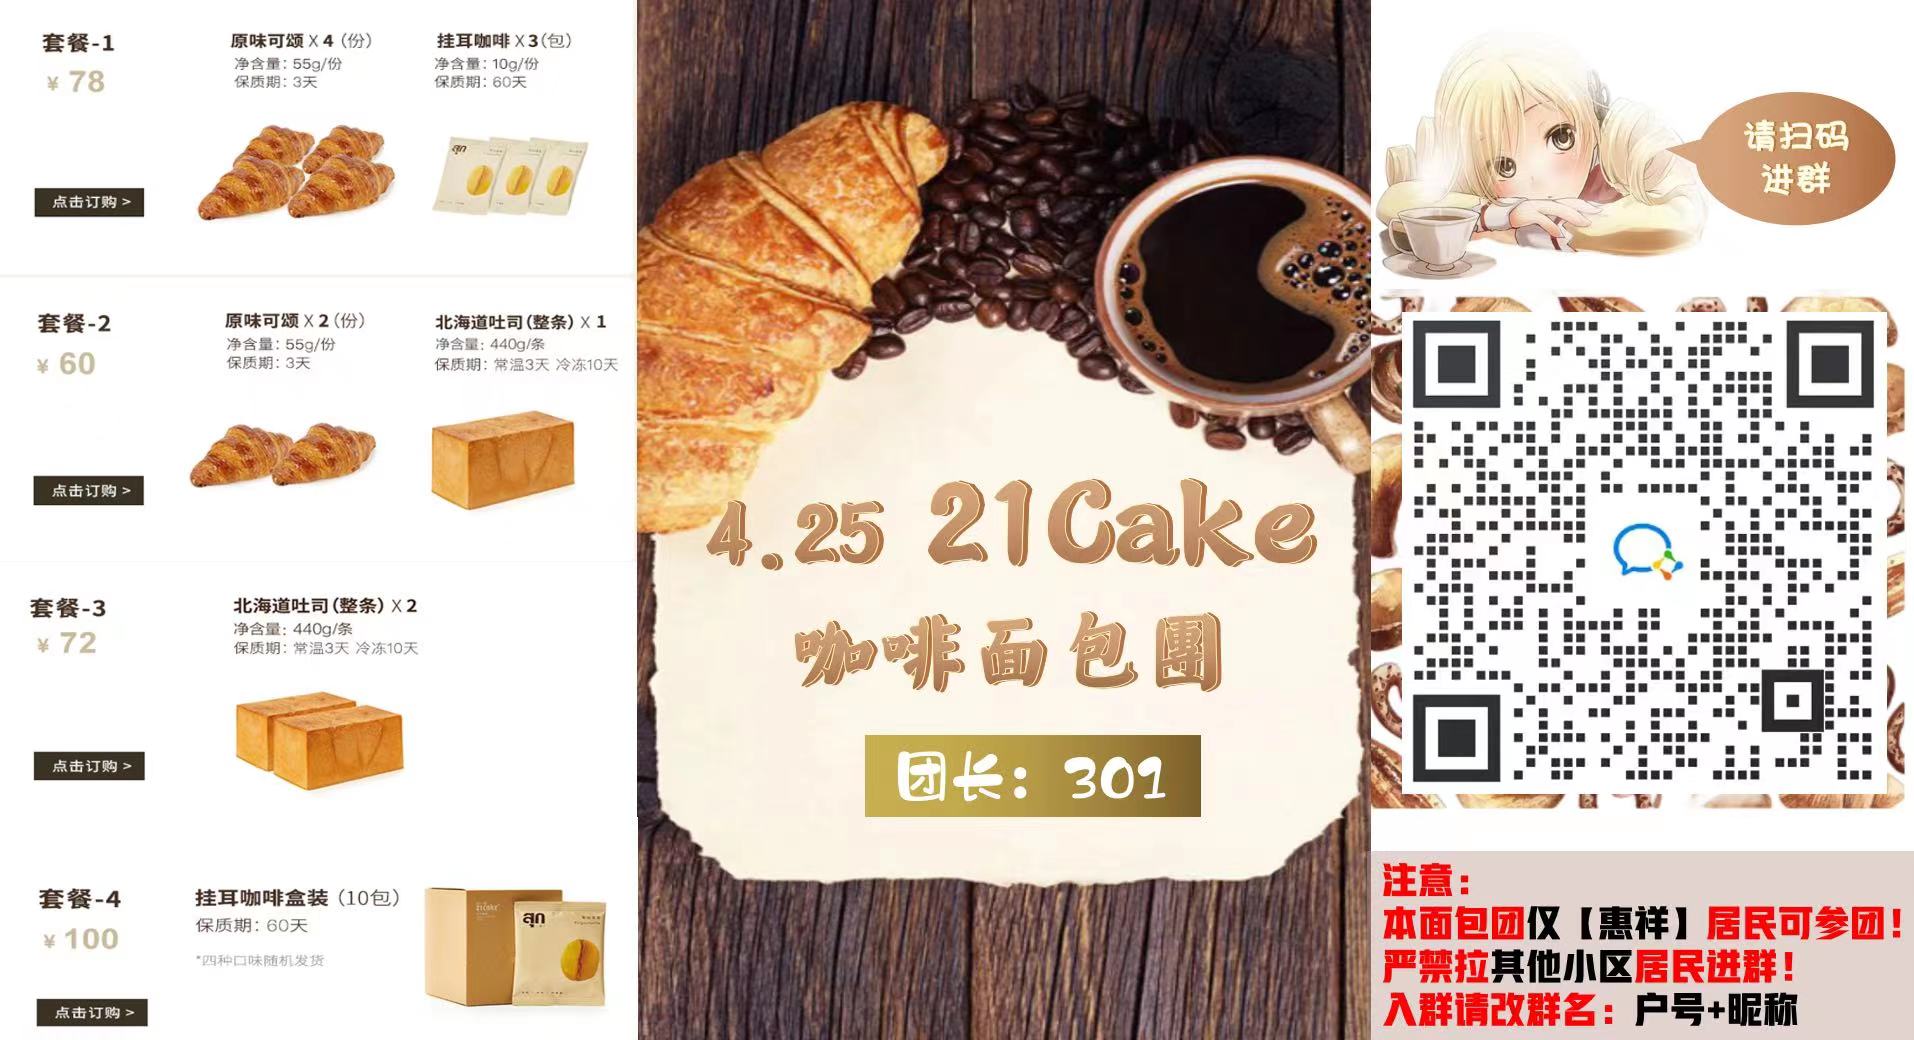 套餐-1
¥ 78
原味可颂 X 4（份）
净含量：55g/份
保质期：3天
挂耳咖啡 X 3（包）
净含量：10g/份
保质期：60天
点击订购 >
套餐-2
¥ 60
原味可颂 X 2（份）
净含量：55g/份
保质期：3天
北海道吐司（整条） X 1
净含量：440g/条
保质期：常温3天 冷冻10天
点击订购 >
套餐-3
¥ 72
北海道吐司（整条） X 2
净含量：440g/条
保质期：常温3天 冷冻10天
点击订购 >
套餐-4
¥ 100
挂耳咖啡盒装（10包）
保质期：60天
*四种口味随机发货
21Cake
点击订购 >
4.25 21Cake
咖啡面包團
团长：301
请扫码
进群
注意：
本面包团仅【惠祥】居民可参团！
严禁拉其他小区居民进群！
入群请改群名：户号+昵称